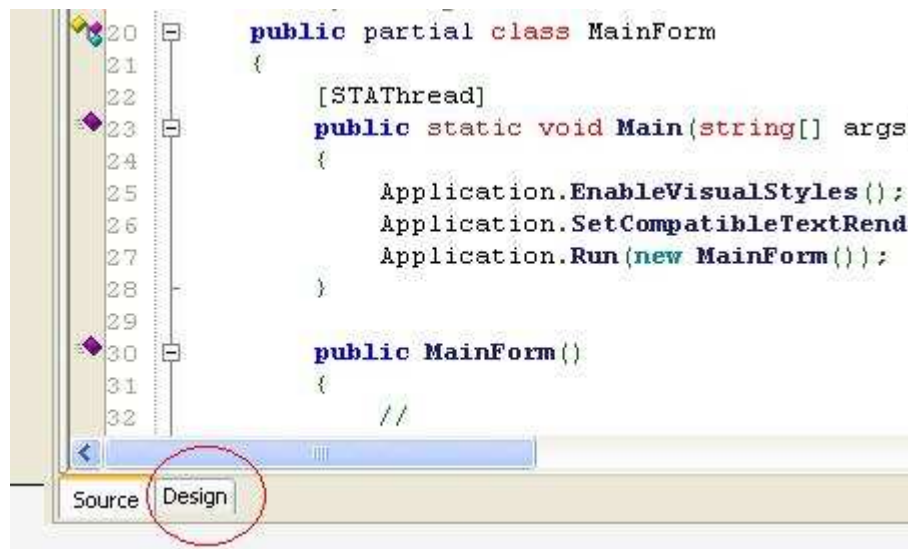 20 public partial class MainForm
21 {
22 [STAThread]
23 public static void Main(string[] args
24 {
25 Application.EnableVisualStyles();
26 Application.SetCompatibleTextRend
27 Application.Run(new MainForm());
28 }
29
30 public MainForm()
31 {
32 //
Source Design